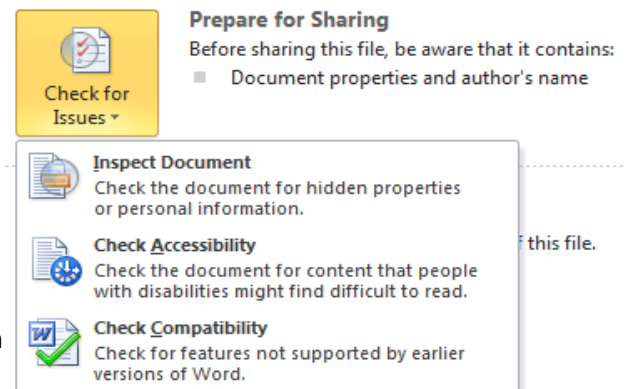 Prepare for Sharing
Before sharing this file, be aware that it contains:
Document properties and author's name
Check for
Issues
Inspect Document
Check the document for hidden properties
or personal information.
this file.
Check Accessibility
Check the document for content that people
with disabilities might find difficult to read.
Check Compatibility
Check for features not supported by earlier
versions of Word.